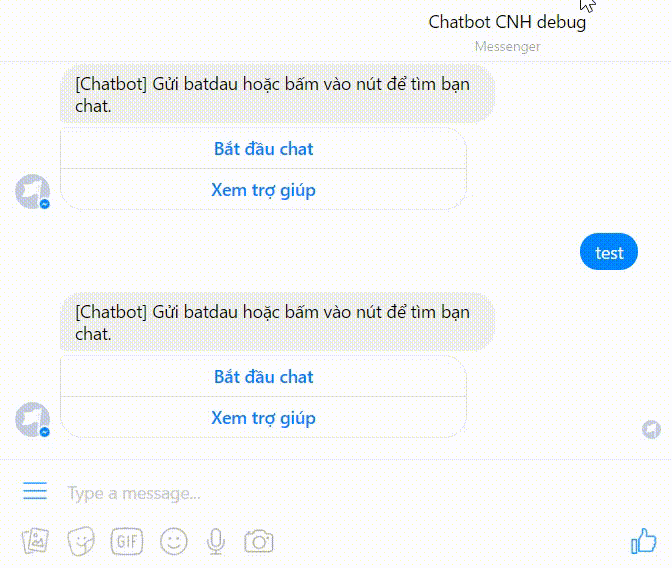 Chatbot CNH debug
Messenger
[Chatbot] Gửi batdau hoặc bấm vào nút để tìm bạn
chat.
Bắt đầu chat
Xem trợ giúp
test
[Chatbot] Gửi batdau hoặc bấm vào nút để tìm bạn
chat.
Bắt đầu chat
Xem trợ giúp
Type a message...
GIF